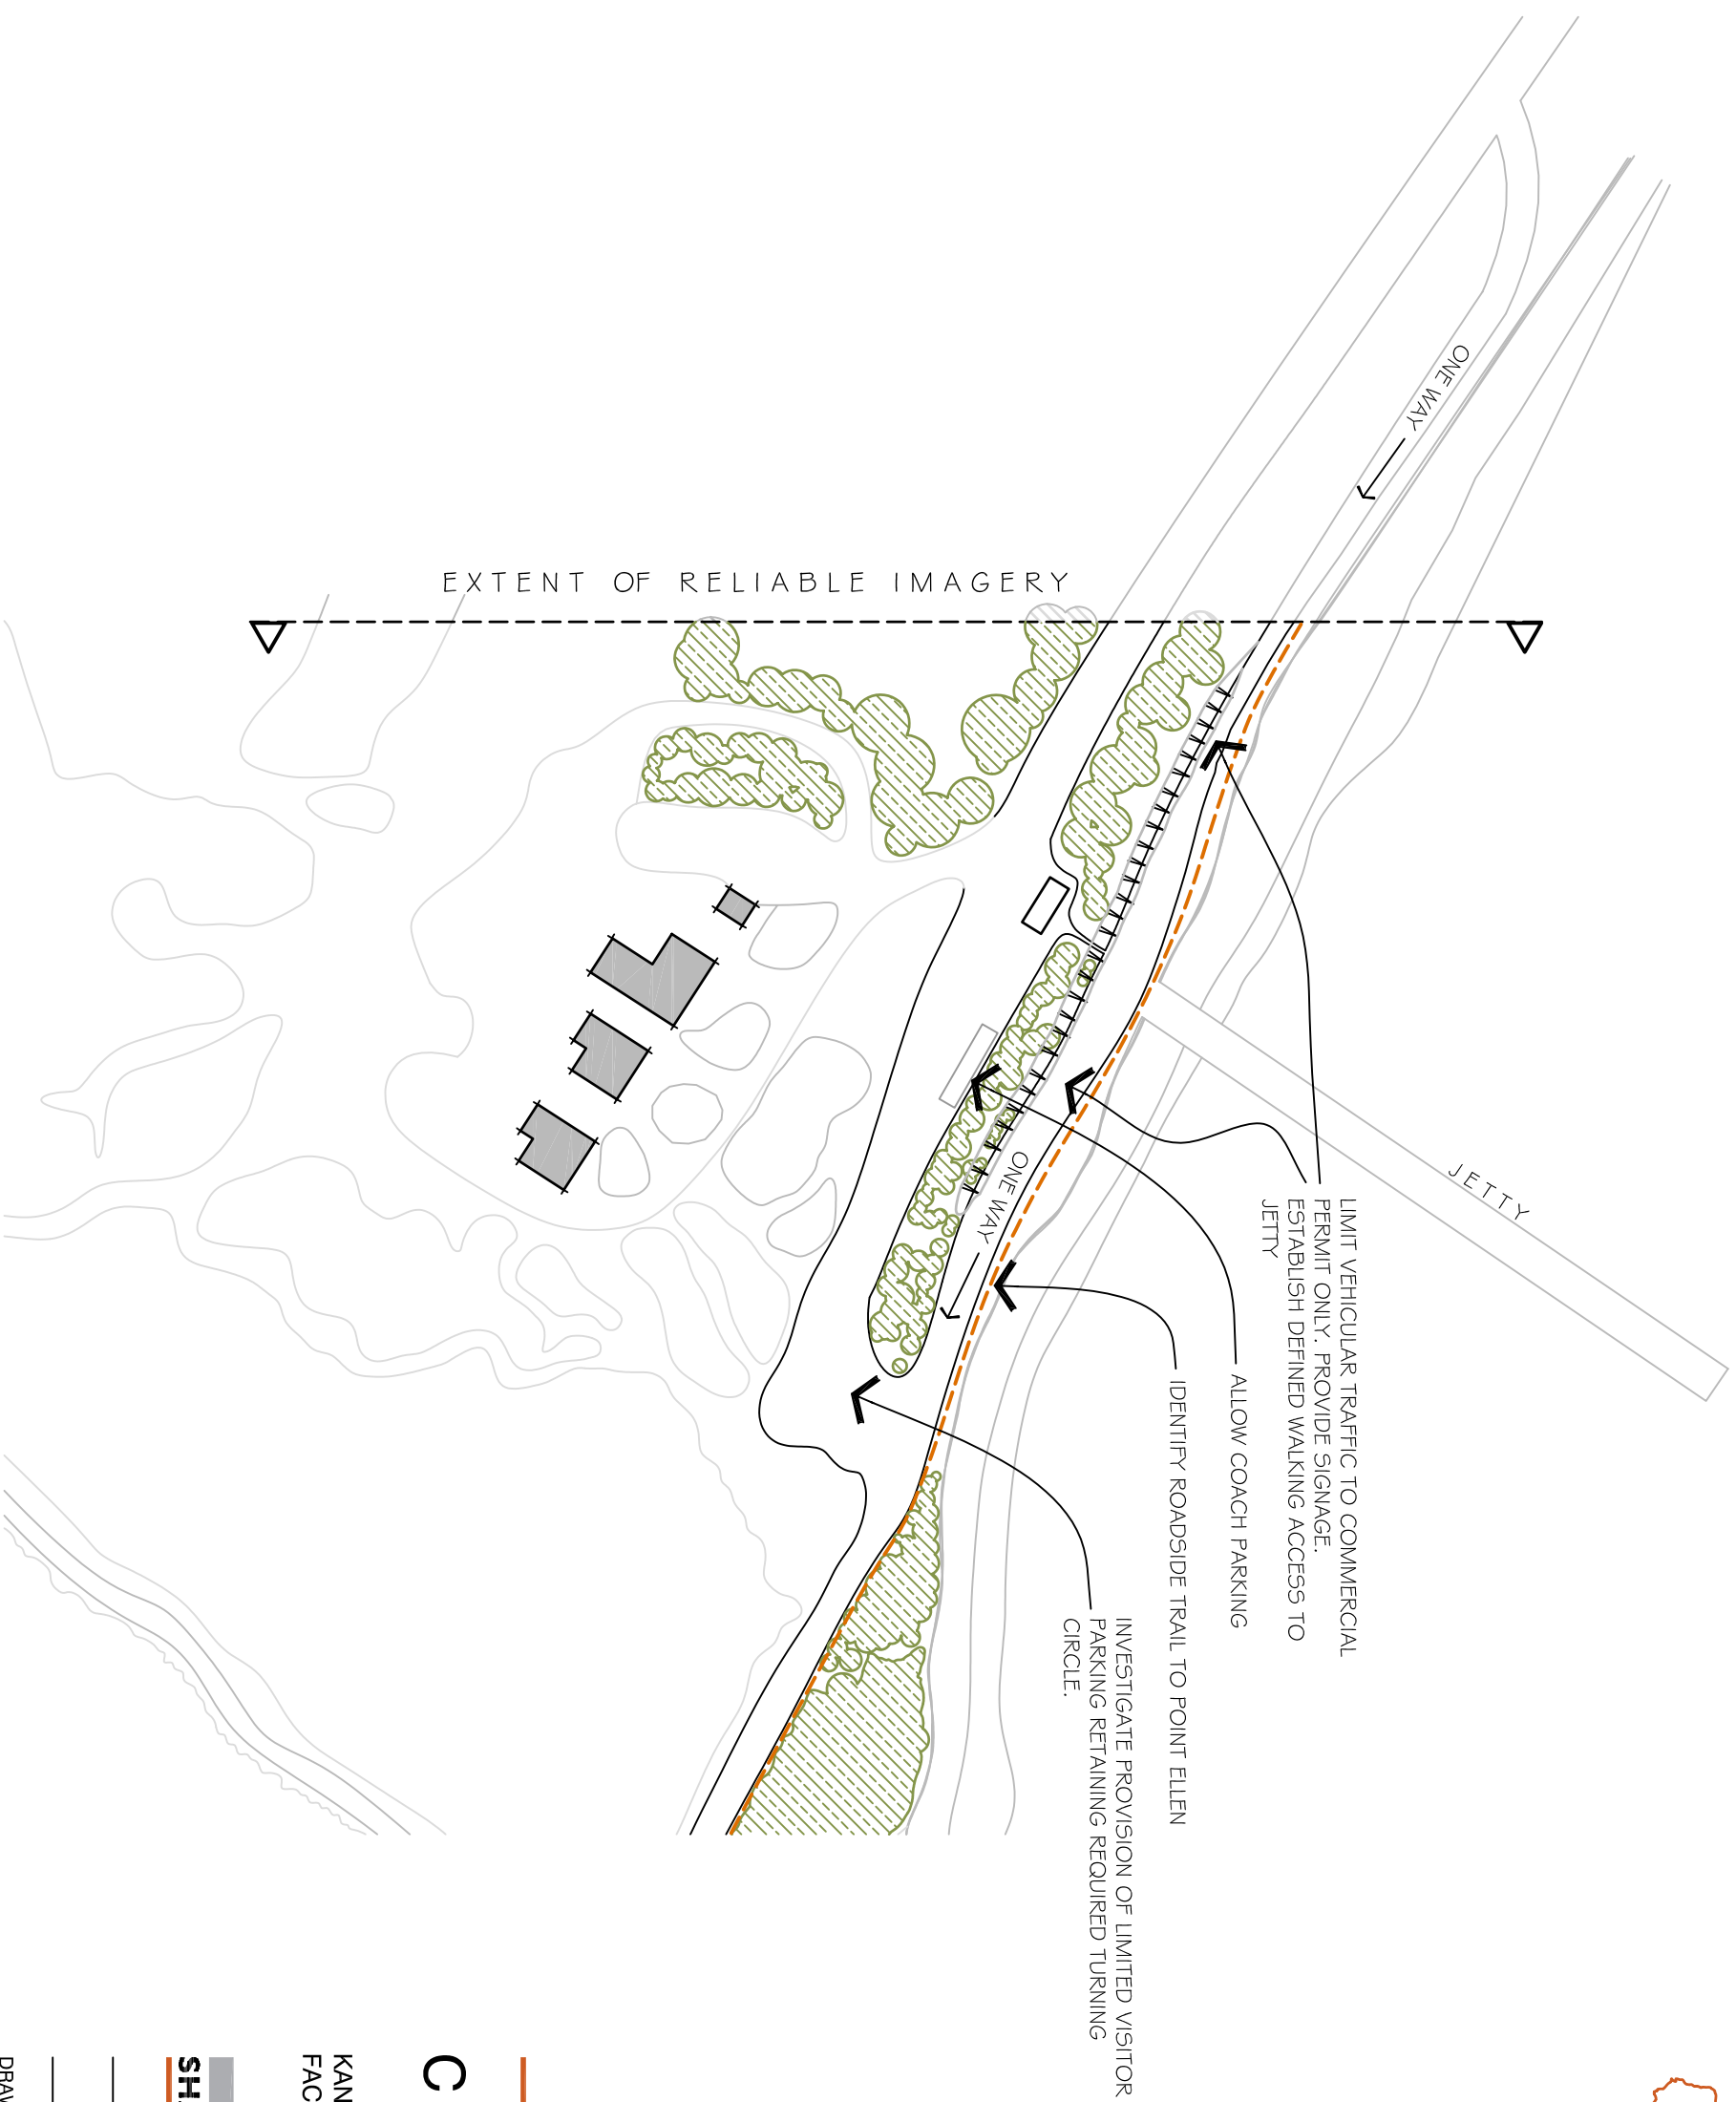 EXTENT OF RELIABLE IMAGERY
ONE WAY
JETTY
LIMIT VEHICULAR TRAFFIC TO COMMERCIAL
PERMIT ONLY. PROVIDE SIGNAGE.
ESTABLISH DEFINED WALKING ACCESS TO
JETTY
ALLOW COACH PARKING
IDENTIFY ROADSIDE TRAIL TO POINT ELLEN
ONE WAY
INVESTIGATE PROVISION OF LIMITED VISITOR
PARKING RETAINING REQUIRED TURNING
CIRCLE.
C
KAN
FAC
SH
DRAW